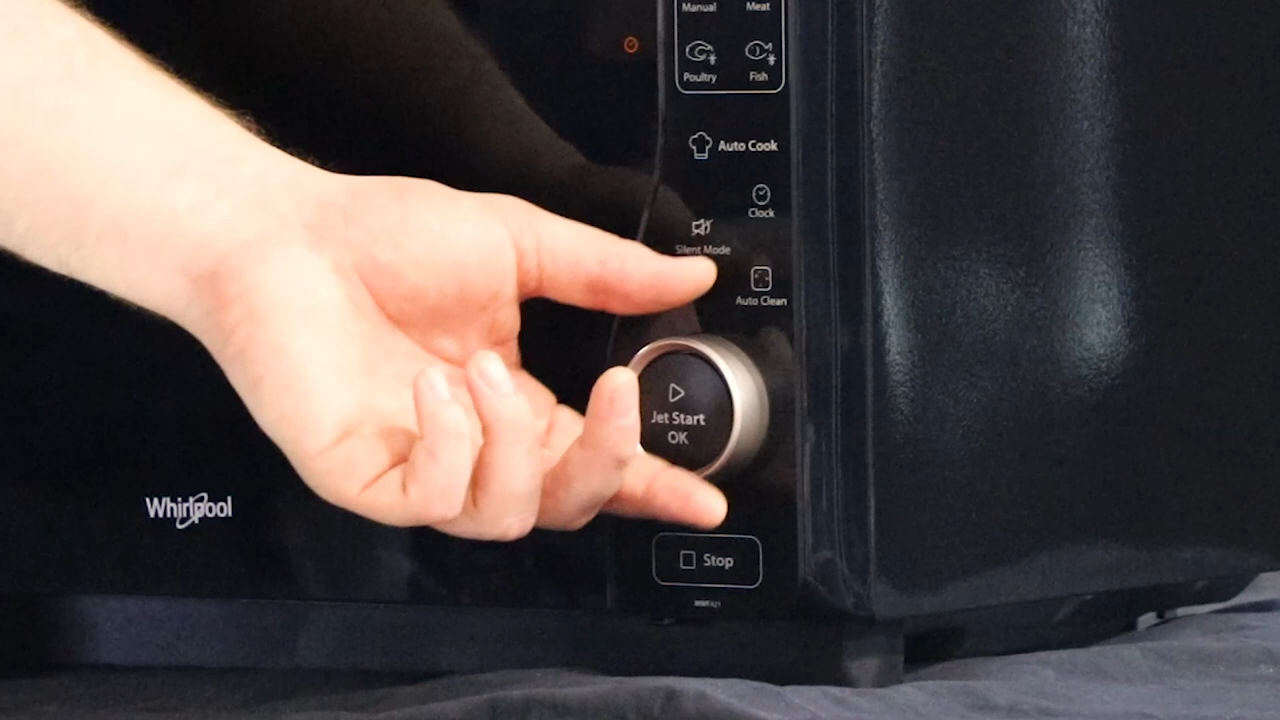 Manual
Meat
Poultry
Fish
Auto Cook
Clock
Silent Mode
Auto Clean
Jet Start
OK
Whirlpool
Stop